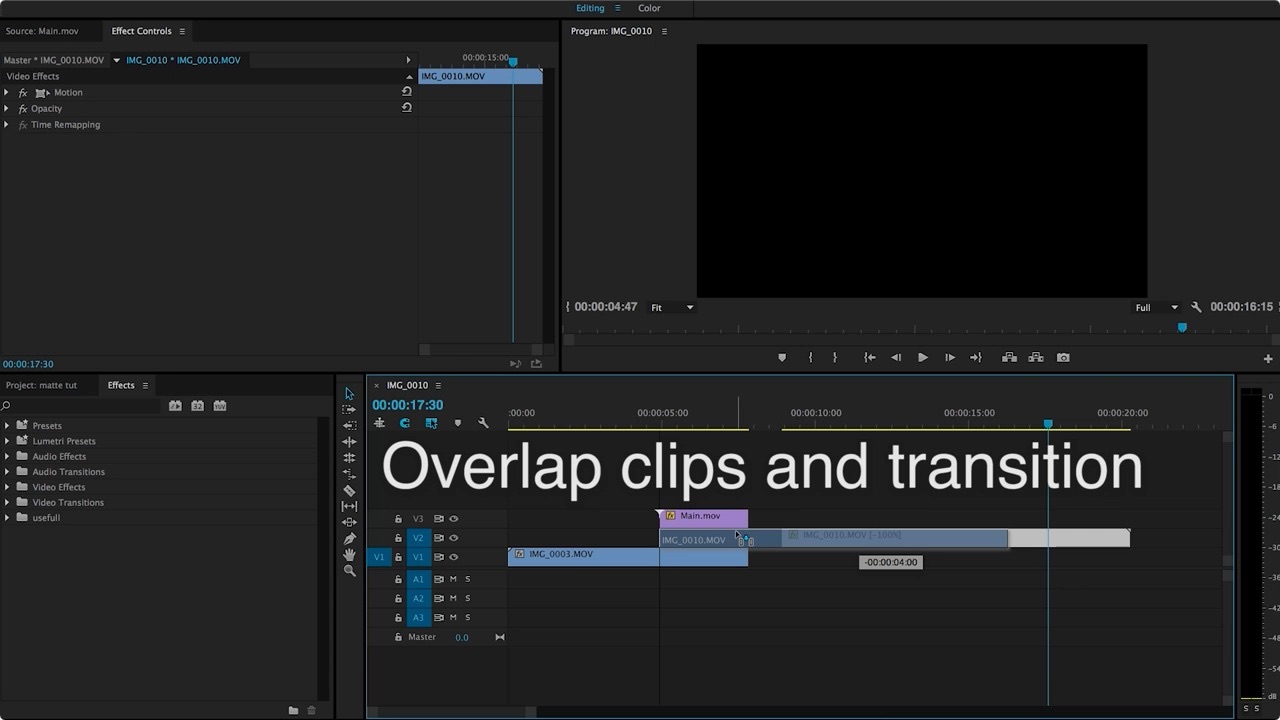 Editing Color
Source: Main.mov Effect Controls
Master * IMG_0010.MOV IMG_0010 * IMG_0010.MOV
00:00:15:00
IMG_0010.MOV
Video Effects
fx Motion
fx Opacity
fx Time Remapping
00:00:17:30
Program: IMG_0010
00:00:04:47 Fit Full 00:00:16:15
Project: matte tut Effects
32 YUV
Presets
Lumetri Presets
Audio Effects
Audio Transitions
Video Effects
Video Transitions
usefull
× IMG_0010
00:00:17:30
:00:00 00:00:05:00 00:00:10:00 00:00:15:00 00:00:20:00
Overlap clips and transition
V3 fx Main.mov
V2 IMG_0010.MOV fx IMG_0010.MOV [-100%]
V1 V1 fx IMG_0003.MOV
-00:00:04:00
A1 M S
A2 M S
A3 M S
Master 0.0
0
-6
-12
-18
-24
-30
-36
-42
-48
-54
dB
S S